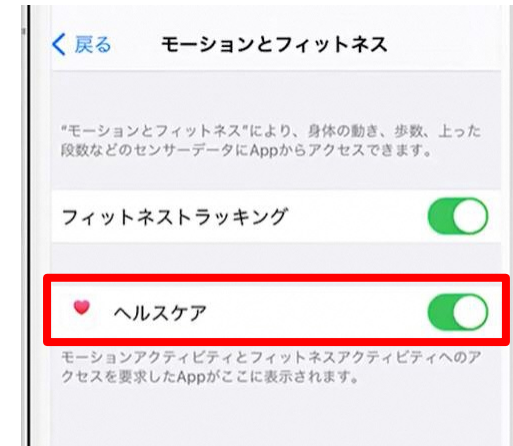 戻る モーションとフィットネス
"モーションとフィットネス"により、身体の動き、歩数、上った
段数などのセンサーデータにAppからアクセスできます。
フィットネストラッキング
ヘルスケア
モーションアクティビティとフィットネスアクティビティへのア
クセスを要求したAppがここに表示されます。